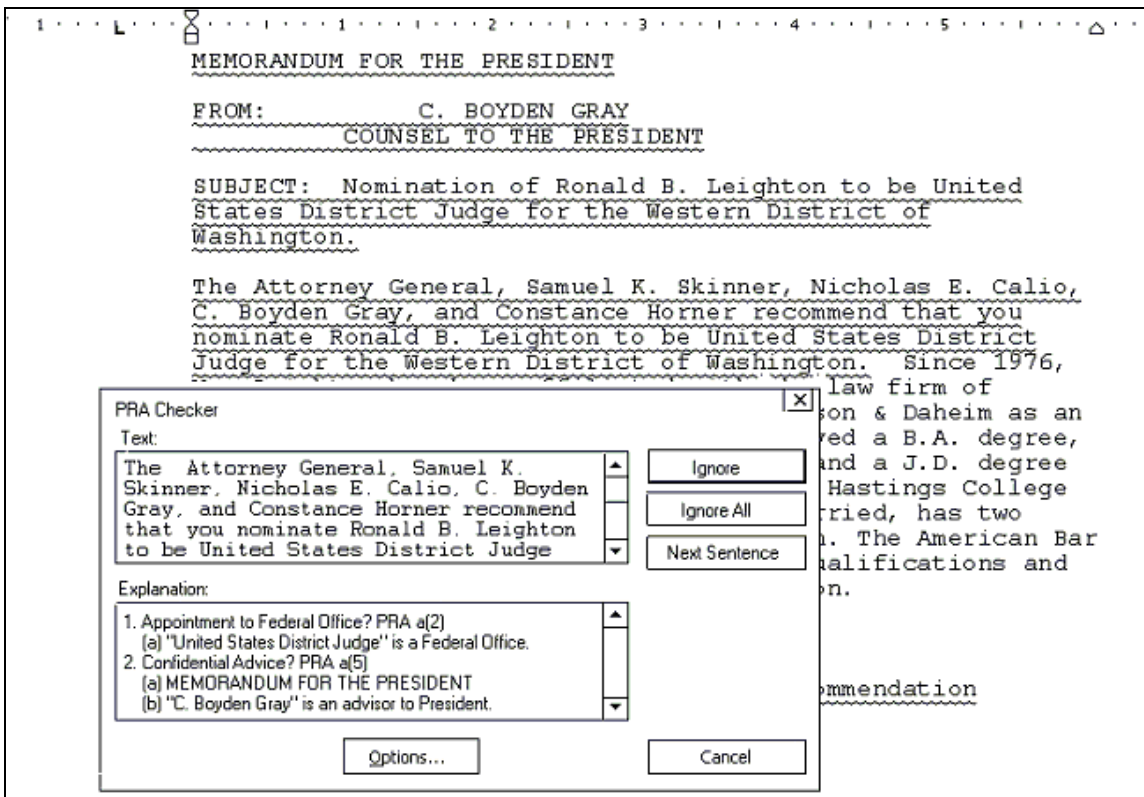 1 1 2 3 4 5
MEMORANDUM FOR THE PRESIDENT
FROM: C. BOYDEN GRAY
COUNSEL TO THE PRESIDENT
SUBJECT: Nomination of Ronald B. Leighton to be United
States District Judge for the Western District of
Washington.
The Attorney General, Samuel K. Skinner, Nicholas E. Calio,
C. Boyden Gray, and Constance Horner recommend that you
nominate Ronald B. Leighton to be United States District
Judge for the Western District of Washington. Since 1976,
law firm of
son & Daheim as an
ved a B.A. degree,
and a J.D. degree
Hastings College
rried, has two
n. The American Bar
alifications and
on.
ommendation
PRA Checker
Text:
The Attorney General, Samuel K.
Skinner, Nicholas E. Calio, C. Boyden
Gray, and Constance Horner recommend
that you nominate Ronald B. Leighton
to be United States District Judge
Ignore
Ignore All
Next Sentence
Explanation:
1. Appointment to Federal Office? PRA a(2)
(a) "United States District Judge" is a Federal Office.
2. Confidential Advice? PRA a(5)
(a) MEMORANDUM FOR THE PRESIDENT
(b) "C. Boyden Gray" is an advisor to President.
Options...
Cancel